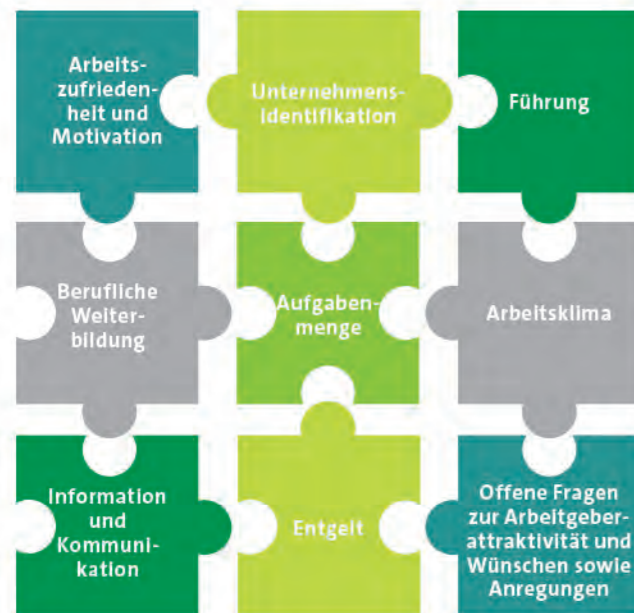 Arbeits-
zufrieden-
heit und
Motivation
Unternehmens-
identifikation
Führung
Berufliche
Weiter-
bildung
Aufgaben-
menge
Arbeitsklima
Information
und
Kommuni-
kation
Entgelt
Offene Fragen
zur Arbeitgeber-
attraktivität und
Wünschen sowie
Anregungen